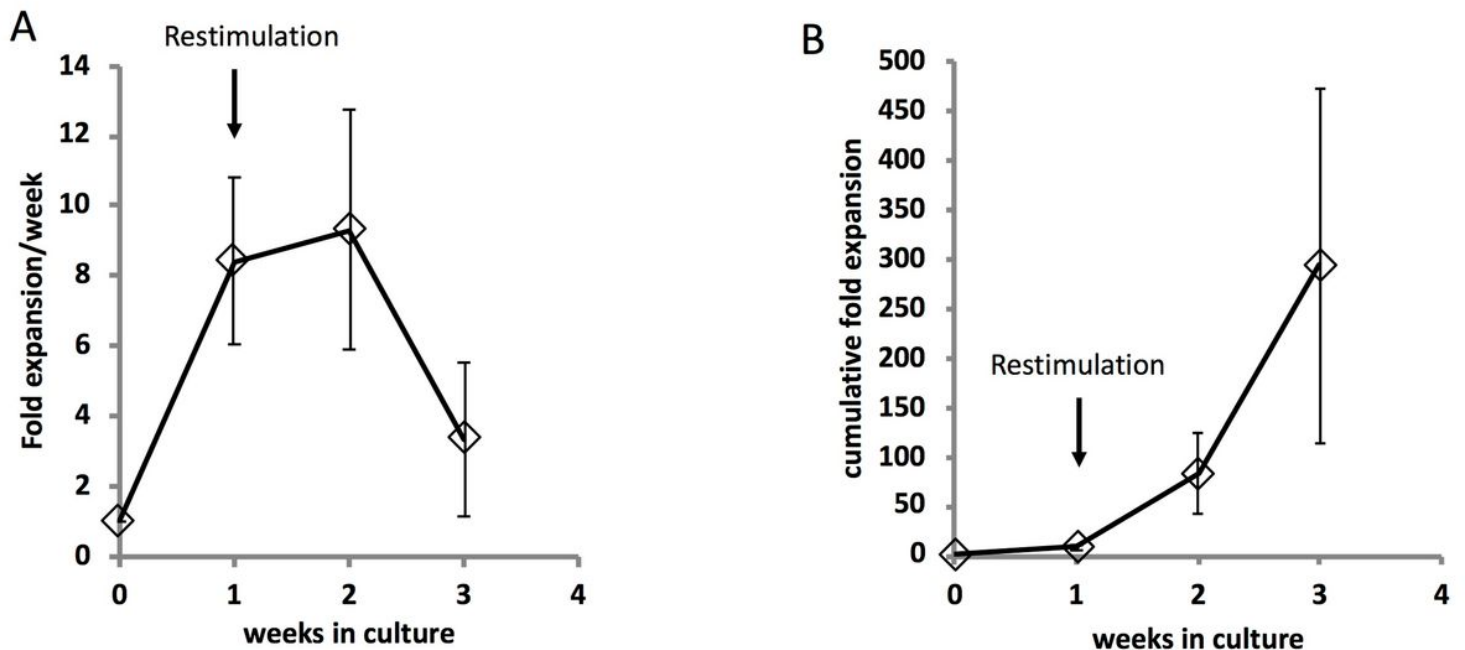 A
Restimulation
Fold expansion/week
14
12
10
8
6
4
2
0
0 1 2 3 4
weeks in culture
B
Restimulation
cumulative fold expansion
500
450
400
350
300
250
200
150
100
50
0
0 1 2 3 4
weeks in culture